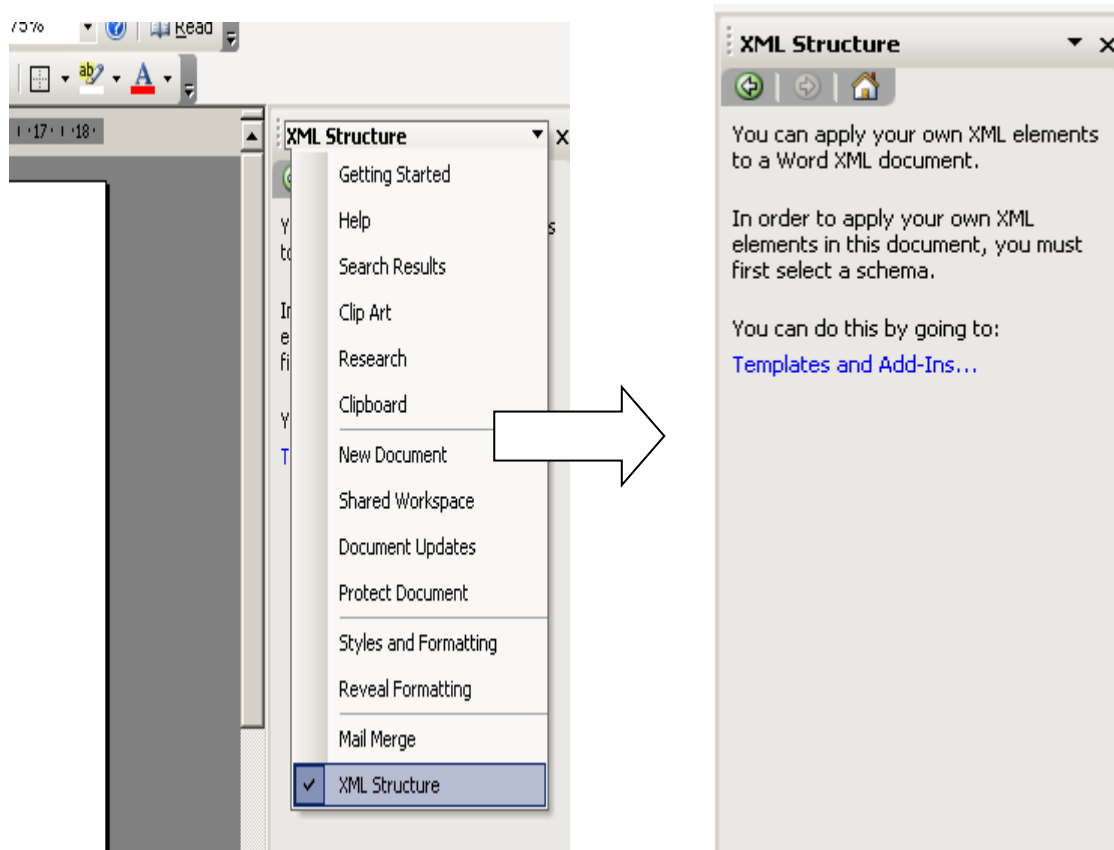 75%
Read
ab
A
17 18
XML Structure
Getting Started
Help
Search Results
Clip Art
Research
Clipboard
New Document
Shared Workspace
Document Updates
Protect Document
Styles and Formatting
Reveal Formatting
Mail Merge
XML Structure
XML Structure
You can apply your own XML elements
to a Word XML document.
In order to apply your own XML
elements in this document, you must
first select a schema.
You can do this by going to:
Templates and Add-Ins...